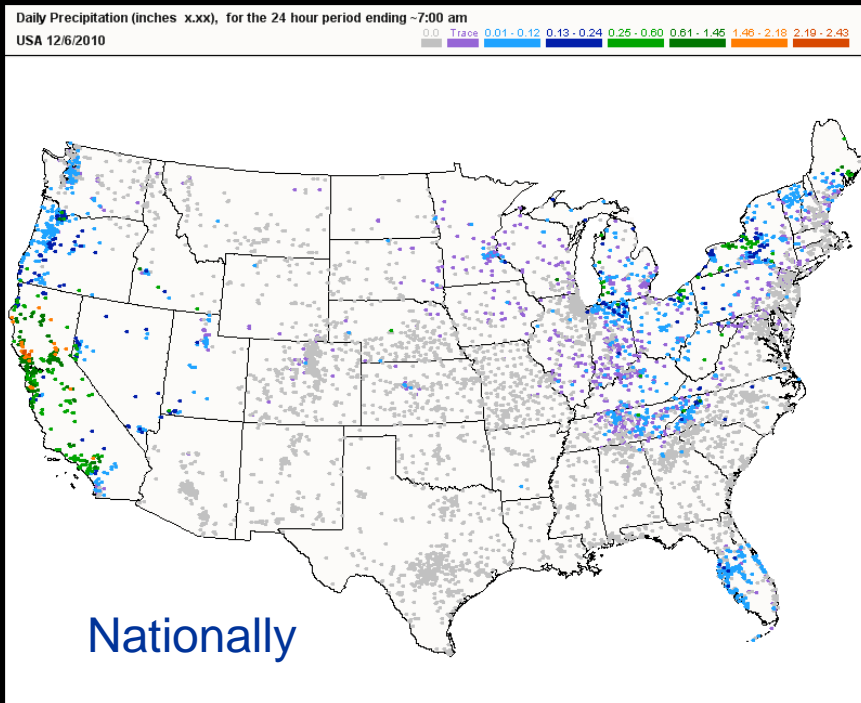 Daily Precipitation (inches x.xx), for the 24 hour period ending ~7:00 am
USA 12/6/2010
0.0 Trace 0.01 - 0.12 0.13 - 0.24 0.25 - 0.60 0.61 - 1.45 1.46 - 2.18 2.19 - 2.43
Nationally